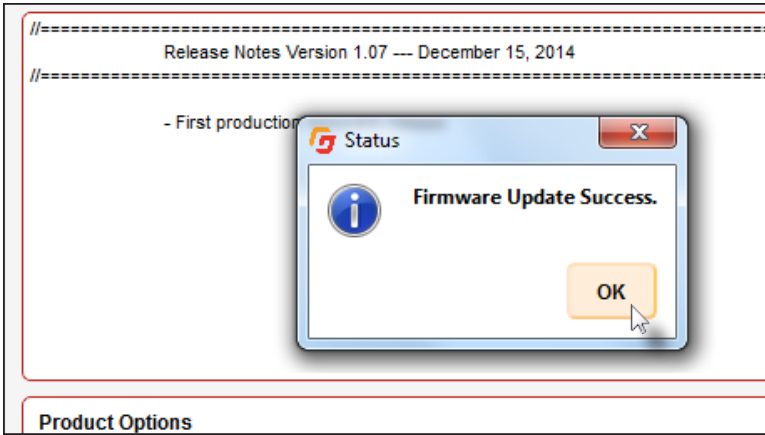 //==========================================================================
Release Notes Version 1.07 --- December 15, 2014
//==========================================================================
- First production
Status
Firmware Update Success.
OK
Product Options